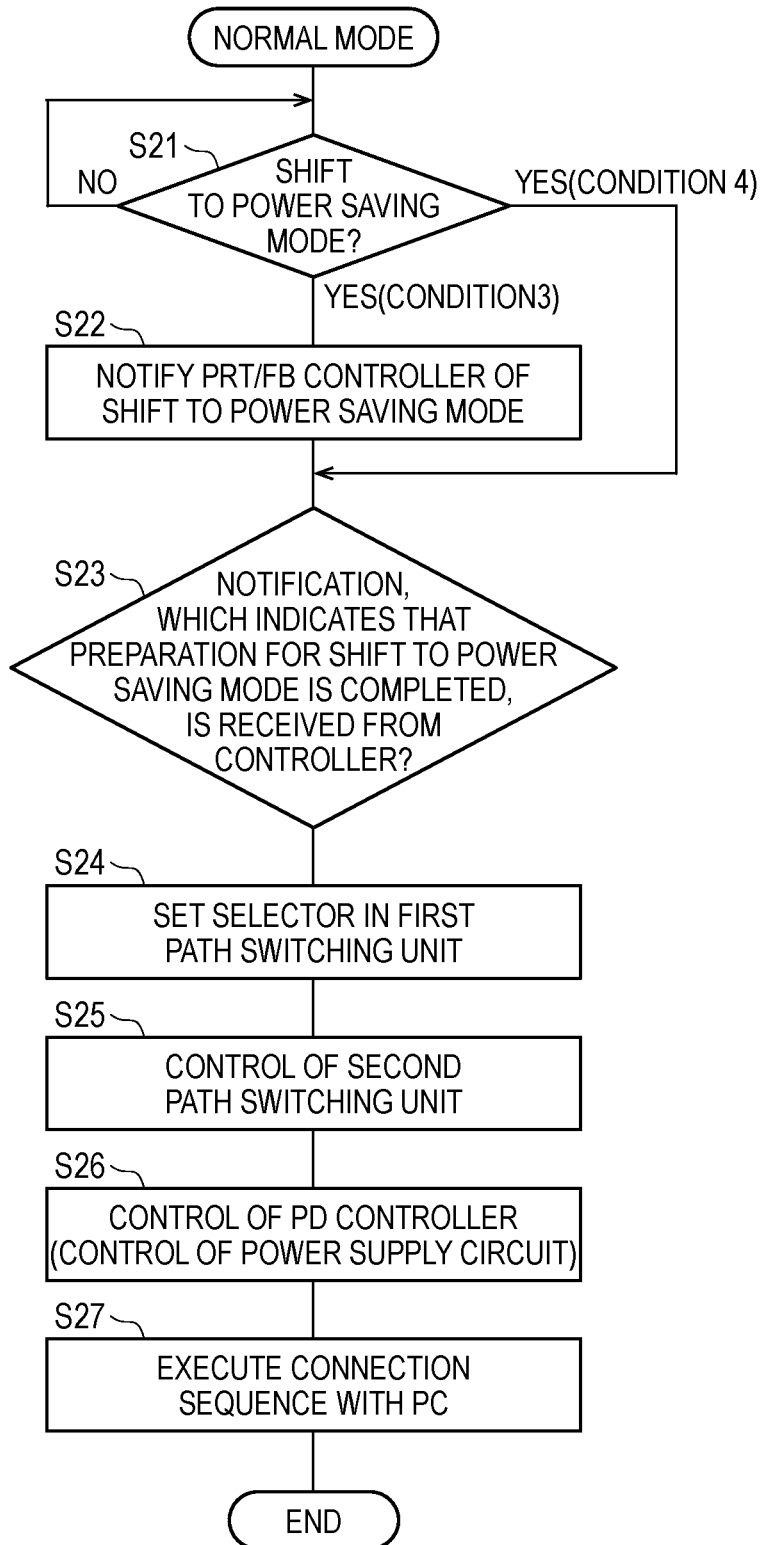 NORMAL MODE
S21
SHIFT
TO POWER SAVING
MODE?
NO
YES(CONDITION 4)
YES(CONDITION3)
S22
NOTIFY PRT/FB CONTROLLER OF
SHIFT TO POWER SAVING MODE
S23
NOTIFICATION,
WHICH INDICATES THAT
PREPARATION FOR SHIFT TO POWER
SAVING MODE IS COMPLETED,
IS RECEIVED FROM
CONTROLLER?
S24
SET SELECTOR IN FIRST
PATH SWITCHING UNIT
S25
CONTROL OF SECOND
PATH SWITCHING UNIT
S26
CONTROL OF PD CONTROLLER
(CONTROL OF POWER SUPPLY CIRCUIT)
S27
EXECUTE CONNECTION
SEQUENCE WITH PC
END